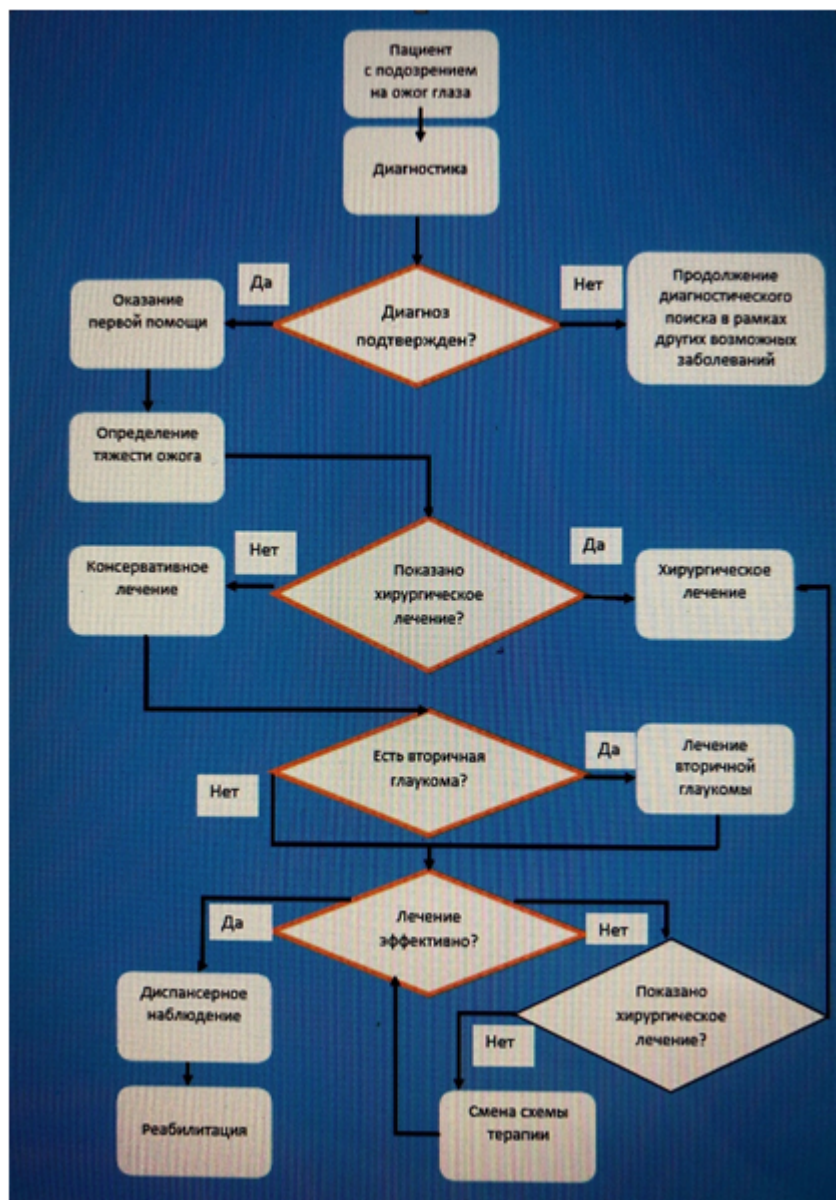 Пациент
с подозрением
на ожог глаза
Диагностика
Да
Нет
Оказание
первой помощи
Диагноз
подтвержден?
Продолжение
диагностического
поиска в рамках
других возможных
заболеваний
Определение
тяжести ожога
Нет
Да
Консервативное
лечение
Показано
хирургическое
лечение?
Хирургическое
лечение
Есть вторичная
глаукома?
Да
Лечение
вторичной
глаукомы
Нет
Да
Лечение
эффективно?
Нет
Диспансерное
наблюдение
Показано
хирургическое
лечение?
Нет
Реабилитация
Смена схемы
терапии